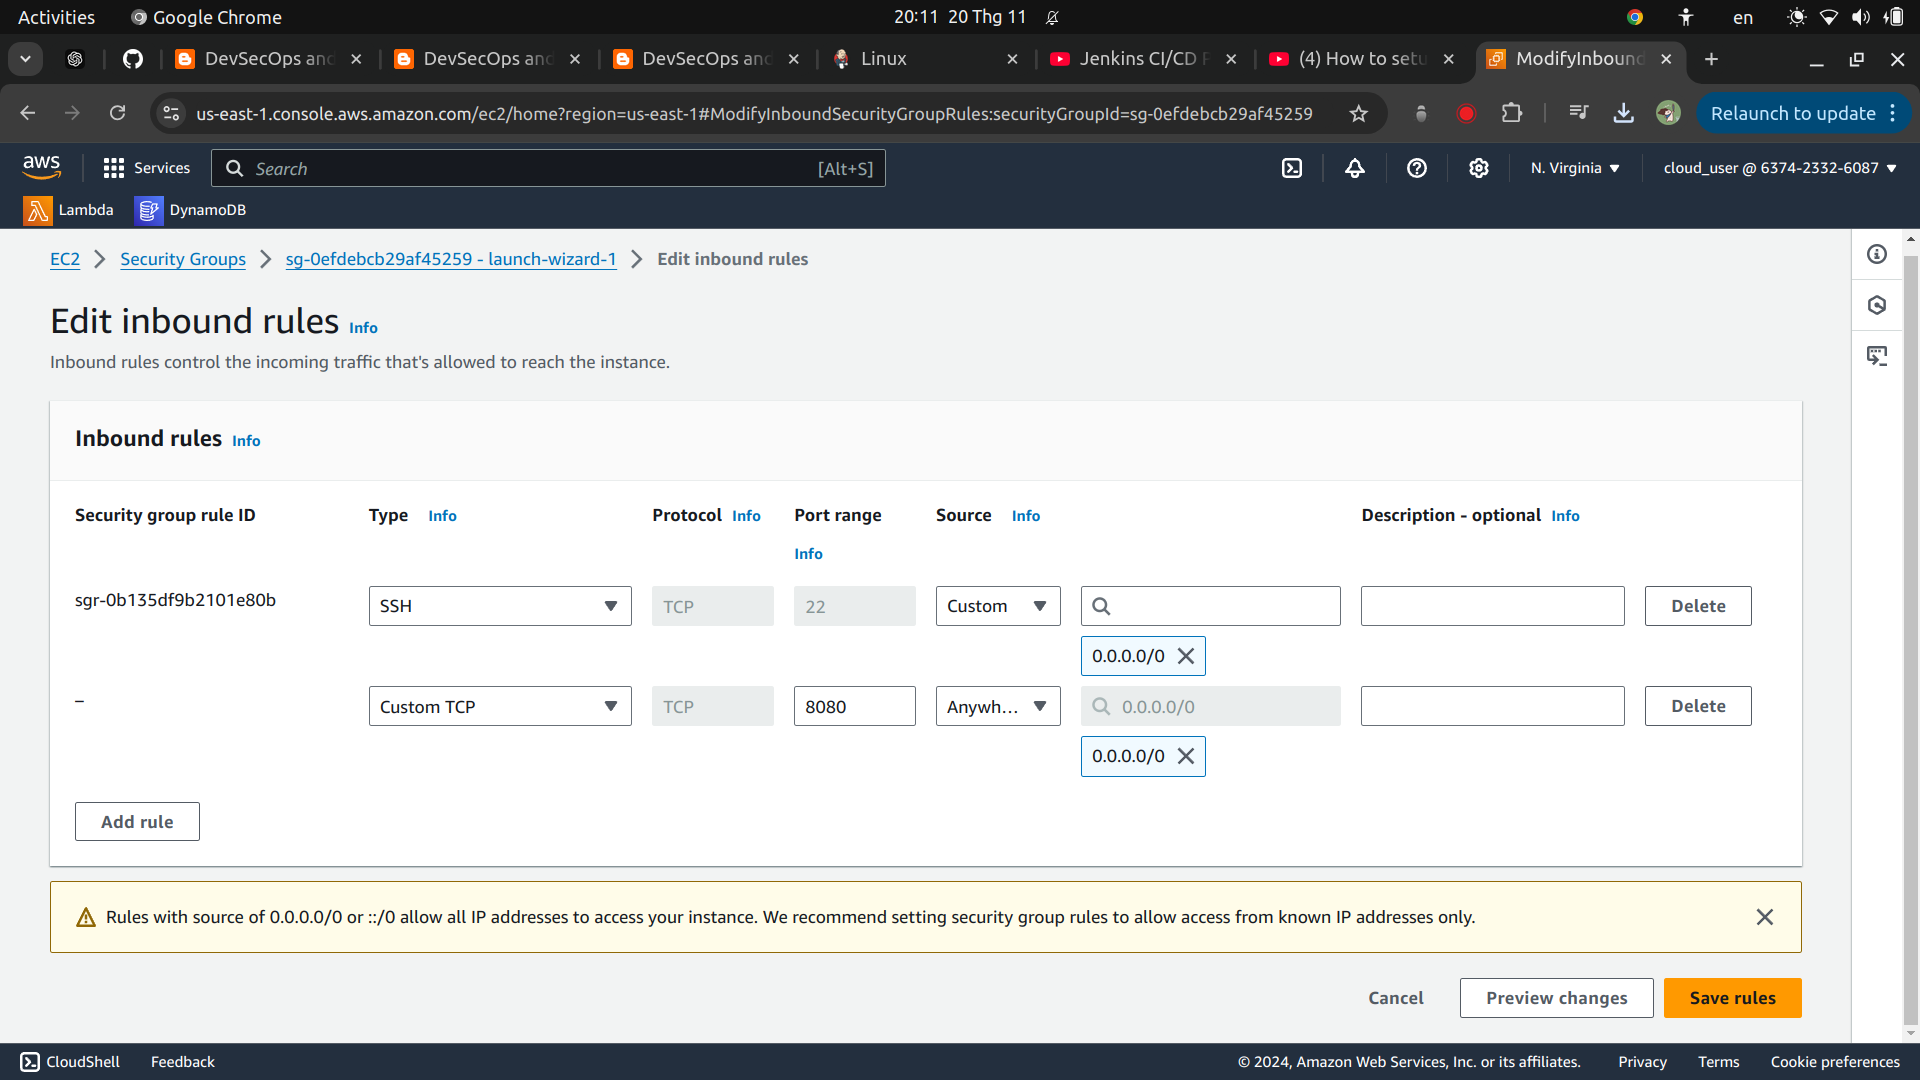 Activities Google Chrome 20:11 20 Thg 11 en
DevSecOps and DevSecOps and DevSecOps and Linux Jenkins CI/CD P (4) How to setu ModifyInbound
us-east-1.console.aws.amazon.com/ec2/home?region=us-east-1#ModifyInboundSecurityGroupRules:securityGroupId=sg-0efdebcb29af45259 Relaunch to update
aws Services Search [Alt+S] N. Virginia cloud_user @ 6374-2332-6087
Lambda DynamoDB
EC2 Security Groups sg-0efdebcb29af45259 - launch-wizard-1 Edit inbound rules
Edit inbound rules Info
Inbound rules control the incoming traffic that's allowed to reach the instance.
Inbound rules Info
Security group rule ID Type Info Protocol Info Port range Source Info Description - optional Info
Info
sgr-0b135df9b2101e80b SSH TCP 22 Custom Delete
0.0.0.0/0
– Custom TCP TCP 8080 Anywh... 0.0.0.0/0 Delete
0.0.0.0/0
Add rule
Rules with source of 0.0.0.0/0 or ::/0 allow all IP addresses to access your instance. We recommend setting security group rules to allow access from known IP addresses only.
Cancel Preview changes Save rules
CloudShell Feedback © 2024, Amazon Web Services, Inc. or its affiliates. Privacy Terms Cookie preferences